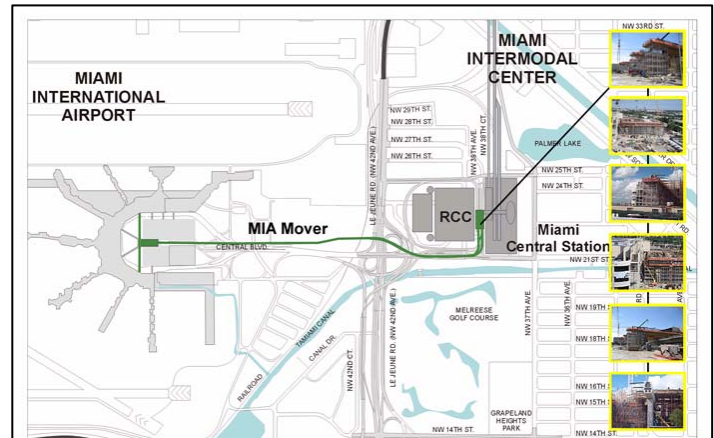 NW 33RD ST.
MIAMI
INTERMODAL
CENTER
MIAMI
INTERNATIONAL
AIRPORT
NW 29TH ST.
NW 28TH ST.
NW 27TH ST.
NW 26TH ST.
LE JEUNE RD. (NW 42ND AVE.)
NW 39TH AVE.
NW 38TH CT.
PALMER LAKE
NW 25TH ST.
NW 24TH ST.
RCC
MIA Mover
CENTRAL BLVD.
Miami
Central Station
NW 21ST ST
RD
AVE
TAMIAMI CANAL
CANAL DR.
RAILROAD
NW 42ND CT.
LE JEUNE RD. (NW 42ND AVE.)
MELREESE
GOLF COURSE
NW 37TH AVE.
NW 36TH AVE.
NW 19TH
NW 18TH
NW 16TH
NW 15TH
GRAPELAND
HEIGHTS
PARK
NW 14TH ST.
NW 14TH ST.